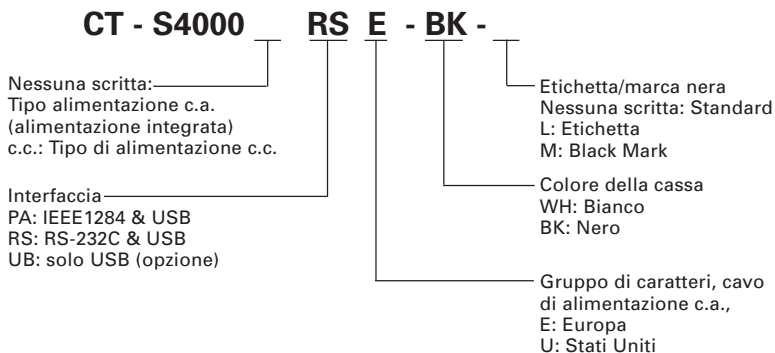 CT - S4000 RS E - BK -
Nessuna scritta:
Tipo alimentazione c.a.
(alimentazione integrata)
c.c.: Tipo di alimentazione c.c.
Interfaccia
PA: IEEE1284 & USB
RS: RS-232C & USB
UB: solo USB (opzione)
Etichetta/marca nera
Nessuna scritta: Standard
L: Etichetta
M: Black Mark
Colore della cassa
WH: Bianco
BK: Nero
Gruppo di caratteri, cavo
di alimentazione c.a.,
E: Europa
U: Stati Uniti